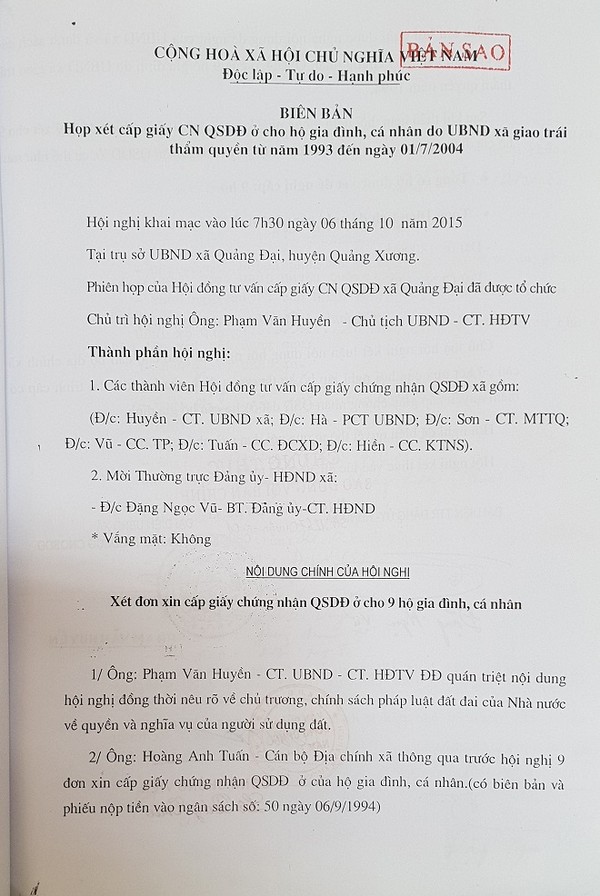 BẢN SAO
CỘNG HOÀ XÃ HỘI CHỦ NGHĨA VIỆT NAM
Độc lập - Tự do - Hạnh phúc
BIÊN BẢN
Họp xét cấp giấy CN QSDĐ ở cho hộ gia đình, cá nhân do UBND xã giao trái
thẩm quyền từ năm 1993 đến ngày 01/7/2004
Hội nghị khai mạc vào lúc 7h30 ngày 06 tháng 10 năm 2015
Tại trụ sở UBND xã Quảng Đại, huyện Quảng Xương.
Phiên họp của Hội đồng tư vấn cấp giấy CN QSDĐ xã Quảng Đại đã được tổ chức
Chủ trì hội nghị Ông: Phạm Văn Huyền - Chủ tịch UBND - CT. HĐTV
Thành phần hội nghị:
1. Các thành viên Hội đồng tư vấn cấp giấy chứng nhận QSDĐ xã gồm:
(Đ/c: Huyền - CT. UBND xã; Đ/c: Hà - PCT UBND; Đ/c: Sơn - CT. MTTQ;
Đ/c: Vũ - CC. TP; Đ/c: Tuấn - CC. ĐCXD; Đ/c: Hiền - CC. KTNS).
2. Mời Thường trực Đảng ủy- HĐND xã:
- Đ/c Đặng Ngọc Vũ- BT. Đảng ủy-CT. HĐND
* Vắng mặt: Không
NỘI DUNG CHÍNH CỦA HỘI NGHỊ
Xét đơn xin cấp giấy chứng nhận QSDĐ ở cho 9 hộ gia đình, cá nhân
1/ Ông: Phạm Văn Huyền - CT. UBND - CT. HĐTV ĐĐ quán triệt nội dung
hội nghị đồng thời nêu rõ về chủ trương, chính sách pháp luật đất đai của Nhà nước
về quyền và nghĩa vụ của người sử dụng đất.
2/ Ông: Hoàng Anh Tuấn - Cán bộ Địa chính xã thông qua trước hội nghị 9
đơn xin cấp giấy chứng nhận QSDĐ ở của hộ gia đình, cá nhân.(có biên bản và
phiếu nộp tiền vào ngân sách số: 50 ngày 06/9/1994)